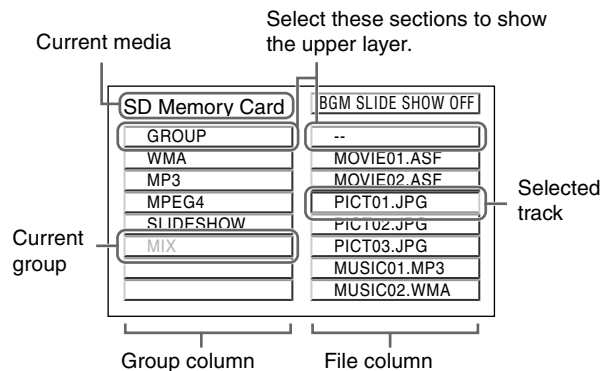 Select these sections to show
the upper layer.
Current media
SD Memory Card
BGM SLIDE SHOW OFF
GROUP
--
WMA
MOVIE01.ASF
MP3
MOVIE02.ASF
MPEG4
PICT01.JPG
Selected
track
SLIDESHOW
PICT02.JPG
Current
group
MIX
PICT03.JPG
MUSIC01.MP3
MUSIC02.WMA
Group column
File column